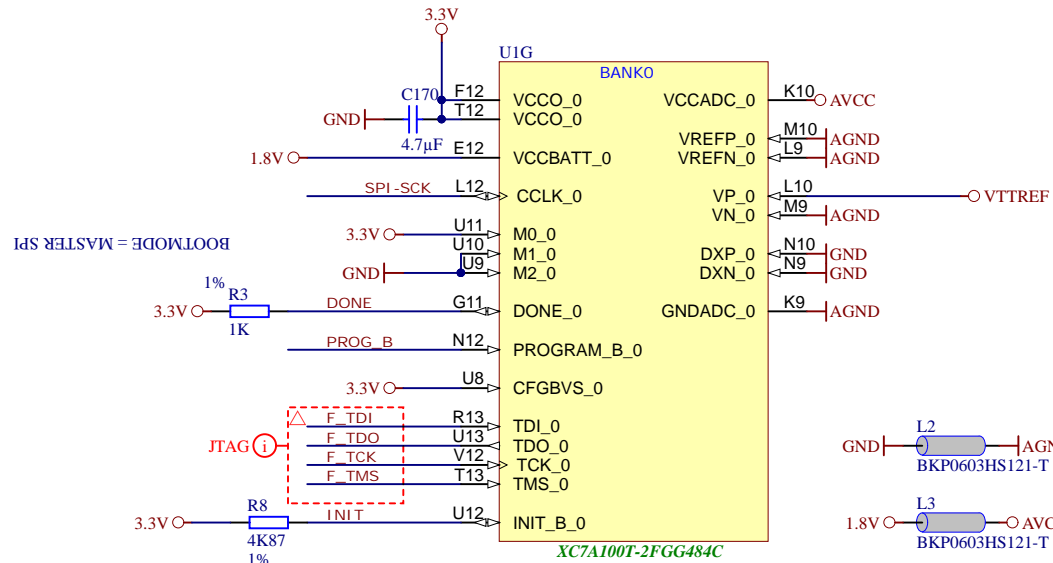 3.3V
U1G
BANK0
C170
4.7µF
GND
F12 VCCO_0
T12 VCCO_0
1.8V E12 VCCBATT_0
SPI-SCK L12 CCLK_0
BOOTMODE = MASTER SPI
3.3V U11 M0_0
U10 M1_0
GND U9 M2_0
1%
R3
3.3V DONE G11 DONE_0
1K
PROG_B N12 PROGRAM_B_0
3.3V U8 CFGBVS_0
JTAG i
F_TDI R13 TDI_0
F_TDO U13 TDO_0
F_TCK V12 TCK_0
F_TMS T13 TMS_0
R8
3.3V INIT U12 INIT_B_0
4K87
1%
VCCADC_0 K10 AVCC
VREFP_0 M10 AGND
VREFN_0 L9 AGND
VP_0 L10 VTTREF
VN_0 M9 AGND
DXP_0 N10 GND
DXN_0 N9 GND
GNDADC_0 K9 AGND
XC7A100T-2FGG484C
L2
GND AGN
BKP0603HS121-T
L3
1.8V AVC
BKP0603HS121-T